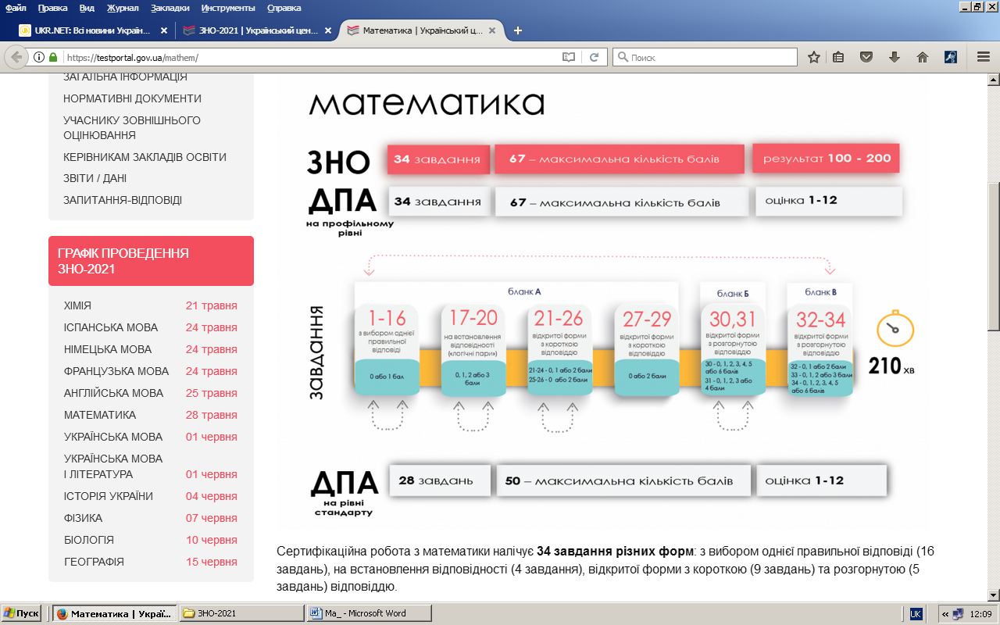 Файл Правка Вид Журнал Закладки Инструменты Справка
UKR.NET: Всі новини Україн... ЗНО-2021 | Український цен... Математика | Український ц...
https://testportal.gov.ua/mathem/ Поиск
ЗАГАЛЬНА ІНФОРМАЦІЯ
НОРМАТИВНІ ДОКУМЕНТИ
УЧАСНИКУ ЗОВНІШНЬОГО
ОЦІНЮВАННЯ
КЕРІВНИКАМ ЗАКЛАДІВ ОСВІТИ
ЗВІТИ / ДАНІ
ЗАПИТАННЯ-ВІДПОВІДІ
ГРАФІК ПРОВЕДЕННЯ
ЗНО-2021
ХІМІЯ 21 травня
ІСПАНСЬКА МОВА 24 травня
НІМЕЦЬКА МОВА 24 травня
ФРАНЦУЗЬКА МОВА 24 травня
АНГЛІЙСЬКА МОВА 25 травня
МАТЕМАТИКА 28 травня
УКРАЇНСЬКА МОВА 01 червня
УКРАЇНСЬКА МОВА
І ЛІТЕРАТУРА 01 червня
ІСТОРІЯ УКРАЇНИ 04 червня
ФІЗИКА 07 червня
БІОЛОГІЯ 10 червня
ГЕОГРАФІЯ 15 червня
математика
ЗНО 34 завдання 67 – максимальна кількість балів результат 100 - 200
ДПА 34 завдання 67 – максимальна кількість балів оцінка 1-12
на профільному
рівні
завдання
бланк А
бланк Б
бланк В
1-16
з вибором однієї
правильної
відповіді
0 або 1 бал
17-20
на встановлення
відповідності
(«логічні пари»)
0, 1, 2 або 3
бали
21-26
відкритої форми
з короткою
відповіддю
21-24 - 0, 1 або 2 бали
25-26 - 0 або 2 бали
27-29
відкритої форми
з короткою
відповіддю
0 або 2 бали
30,31
відкритої форми
з розгорнутою
відповіддю
30 - 0, 1, 2, 3, 4, 5
або 6 балів
31 - 0, 1, 2, 3 або
4 бали
32-34
відкритої форми
з розгорнутою
відповіддю
32 - 0, 1 або 2 бали
33 - 0, 1, 2 або 3 бали
34 - 0, 1, 2, 3, 4, 5
або 6 балів
210 хв
ДПА 28 завдань 50 – максимальна кількість балів оцінка 1-12
на рівні
стандарту
Сертифікаційна робота з математики налічує 34 завдання різних форм: з вибором однієї правильної відповіді (16
завдань), на встановлення відповідності (4 завдання), відкритої форми з короткою (9 завдань) та розгорнутою (5
завдань) відповіддю.
Пуск Математика | Украї... ЗНО-2021 Ма_ - Microsoft Word UK « 12:09